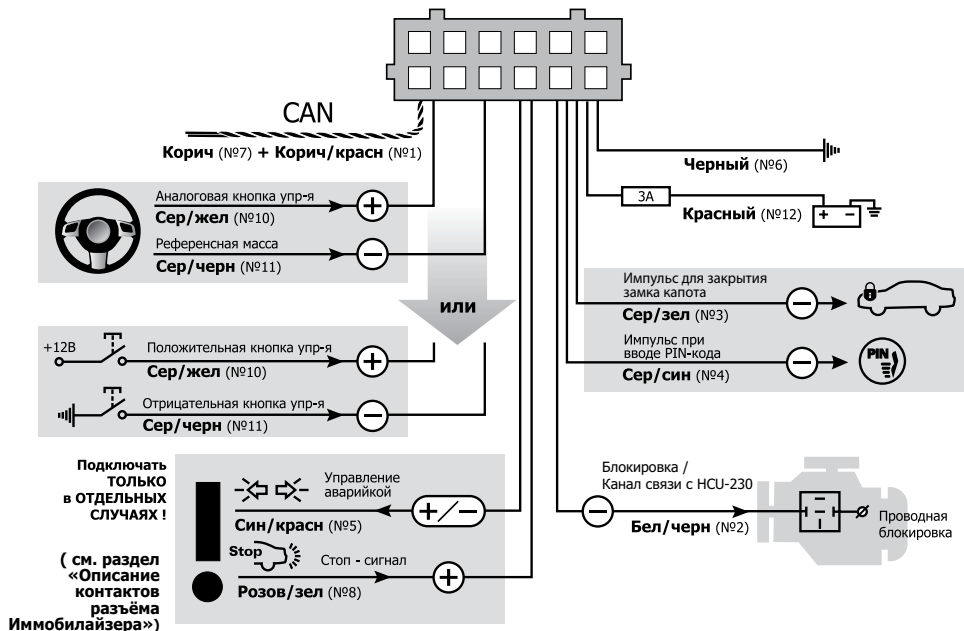 CAN
Корич (№7) + Корич/красн (№1)
Черный (№6)
3А
Красный (№12)
+ −
Аналоговая кнопка упр-я
Сер/жел (№10)
+
Референсная масса
Сер/черн (№11)
−
или
Импульс для закрытия
замка капота
Сер/зел (№3)
−
Импульс при
вводе PIN-кода
Сер/син (№4)
−
PIN
+12В
Положительная кнопка упр-я
Сер/жел (№10)
+
Отрицательная кнопка упр-я
Сер/черн (№11)
−
Подключать
ТОЛЬКО
в ОТДЕЛЬНЫХ
СЛУЧАЯХ !
( см. раздел
«Описание
контактов
разъёма
Иммобилайзера»)
!
Управление
аварийкой
Син/красн (№5)
+/−
Stop
Стоп - сигнал
Розов/зел (№8)
+
Блокировка /
Канал связи с HCU-230
Бел/черн (№2)
−
Проводная
блокировка